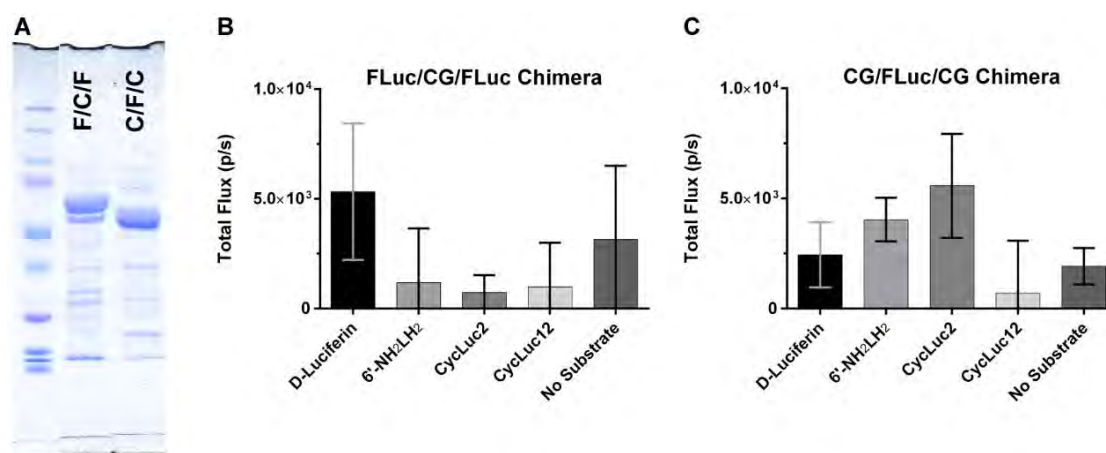 A
F/C/F
C/F/C
B
FLuc/CG/FLuc Chimera
Total Flux (p/s)
1.0×10⁴
5.0×10³
0
D-Luciferin
6'-NH₂LH₂
CycLuc2
CycLuc12
No Substrate
C
CG/FLuc/CG Chimera
Total Flux (p/s)
1.0×10⁴
5.0×10³
0
D-Luciferin
6'-NH₂LH₂
CycLuc2
CycLuc12
No Substrate